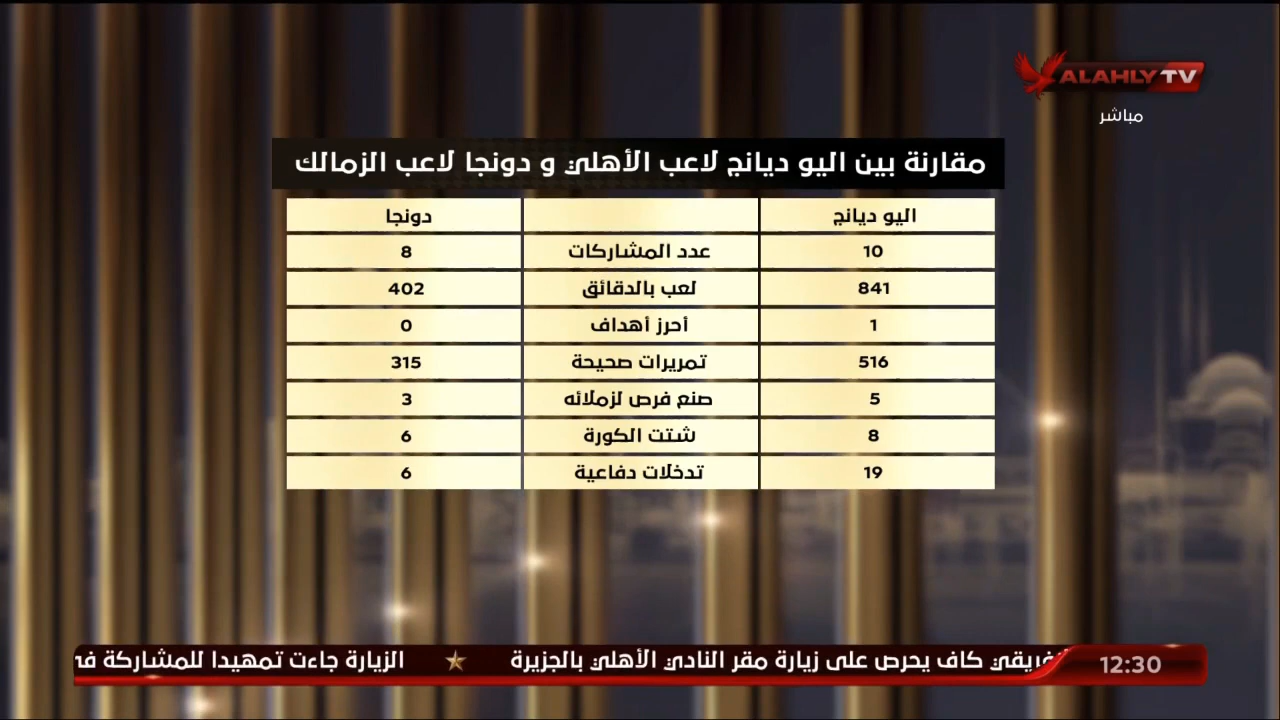 ALAHLY TV
مباشر
مقارنة بين اليو ديانج لاعب الأهلي و دونجا لاعب الزمالك
اليو ديانج دونجا
10 عدد المشاركات 8
841 لعب بالدقائق 402
1 أحرز أهداف 0
516 تمريرات صحيحة 315
5 صنع فرص لزملائه 3
8 شتت الكورة 6
19 تدخلات دفاعية 6
12:30 كاف يحرص على زيارة مقر النادي الأهلي بالجزيرة الزيارة جاءت تمهيدا للمشاركة